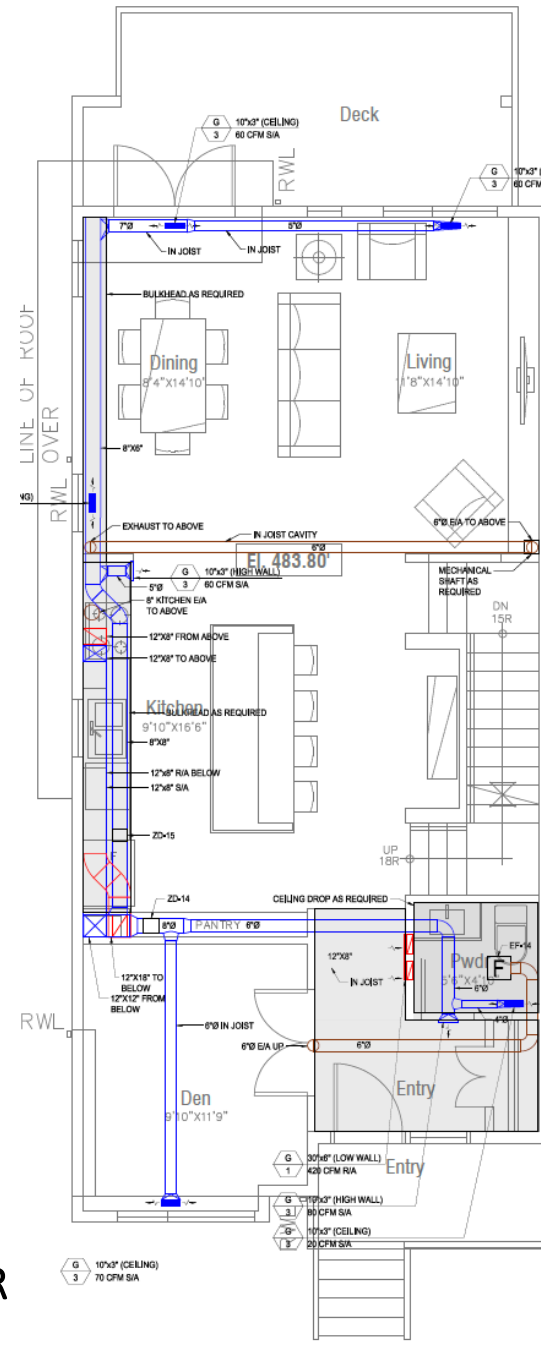 Deck
G 10"x3" (CEILING)
3 60 CFM S/A
RWL
G 10"x3" (
3 60 CFM
7"Ø
5"Ø
IN JOIST
IN JOIST
BULKHEAD AS REQUIRED
LINE OF ROOF
OVER
Dining
8'4"X14'10"
Living
11'8"X14'10"
8"X6"
NG)
RWL
EXHAUST TO ABOVE
IN JOIST CAVITY
6"Ø
6"Ø E/A TO ABOVE
El. 483.80'
MECHANICAL
SHAFT AS
REQUIRED
G 10"x3" (HIGH WALL)
3 60 CFM S/A
5"Ø
8" KITCHEN E/A
TO ABOVE
DN
15R
12"X8" FROM ABOVE
12"X8" TO ABOVE
Kitchen
BULKHEAD AS REQUIRED
9'10"X16'6"
8"X8"
12"x8" R/A BELOW
12"x8" S/A
ZD-15
F
UP
18R
ZD-14
CEILING DROP AS REQUIRED
8"Ø
PANTRY
6"Ø
EF-14
F
Pwdr
5'6"X4'10"
12"X8"
IN JOIST
6"Ø
4"Ø
12"X18" TO
BELOW
12"X12" FROM
BELOW
RWL
6"Ø IN JOIST
6"Ø E/A UP
6"Ø
Den
9'10"X11'9"
Entry
G 30"x6" (LOW WALL)
1 420 CFM R/A
Entry
G 10"x3" (HIGH WALL)
3 80 CFM S/A
G 10"x3" (CEILING)
3 20 CFM S/A
G 10"x3" (CEILING)
3 70 CFM S/A
R